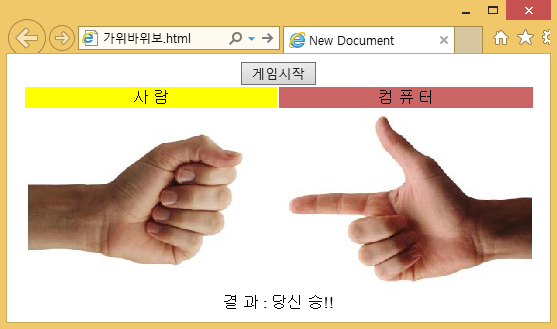 가위바위보.html
New Document
게임시작
사 람
컴 퓨 터
결 과 : 당신 승!!